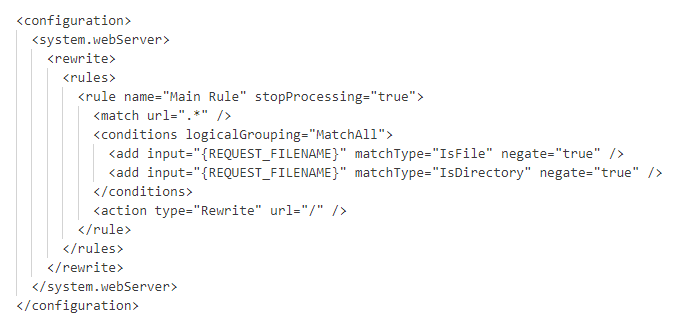 <configuration>
  <system.webServer>
    <rewrite>
      <rules>
        <rule name="Main Rule" stopProcessing="true">
          <match url=".*" />
          <conditions logicalGrouping="MatchAll">
            <add input="{REQUEST_FILENAME}" matchType="IsFile" negate="true" />
            <add input="{REQUEST_FILENAME}" matchType="IsDirectory" negate="true" />
          </conditions>
          <action type="Rewrite" url="/" />
        </rule>
      </rules>
    </rewrite>
  </system.webServer>
</configuration>